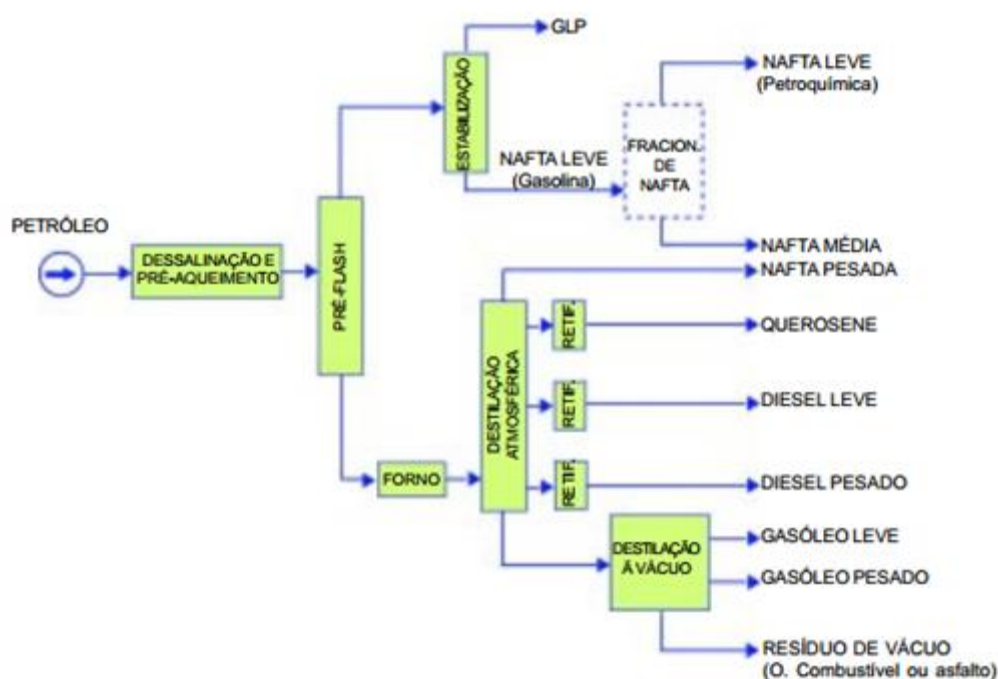 GLP
NAFTA LEVE
(Petroquímica)
ESTABILIZAÇÃO
FRACION.
DE
NAFTA
NAFTA LEVE
(Gasolina)
PETRÓLEO
DESSALINAÇÃO E
PRÉ-AQUEIMENTO
PRÉ-FLASH
NAFTA MÉDIA
NAFTA PESADA
DESTILAÇÃO
ATMOSFÉRICA
RETIF.
QUEROSENE
RETIF.
DIESEL LEVE
FORNO
RETIF.
DIESEL PESADO
DESTILAÇÃO
À VÁCUO
GASÓLEO LEVE
GASÓLEO PESADO
RESÍDUO DE VÁCUO
(O. Combustível ou asfalto)